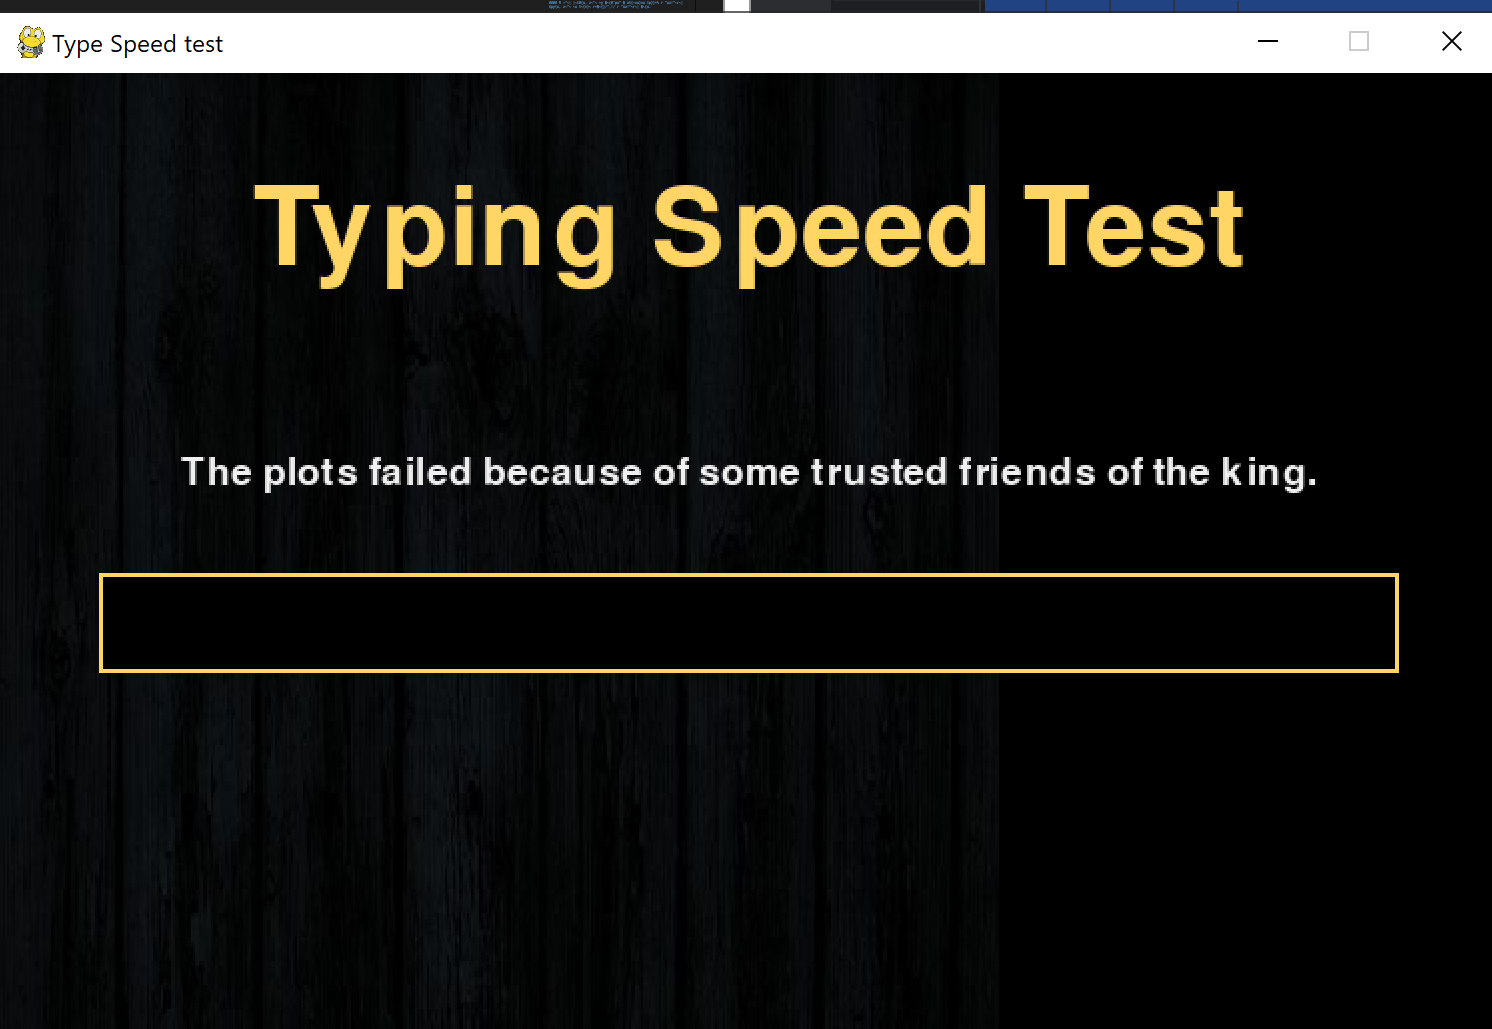 Type Speed test
Typing Speed Test
The plots failed because of some trusted friends of the king.